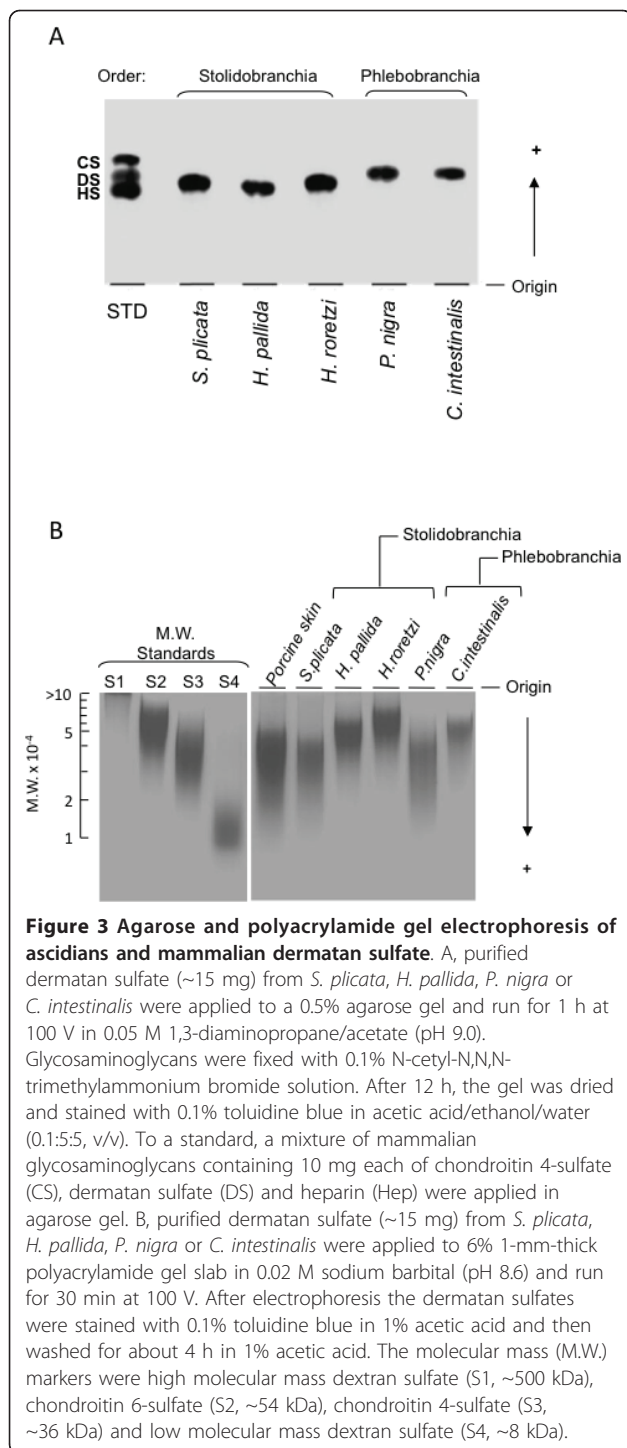 A
Order: Stolidobranchia Phlebobranchia
CS
DS
HS
+
Origin
STD S. plicata H. pallida H. roretzi P. nigra C. intestinalis
B
Stolidobranchia
Phlebobranchia
M.W.
Standards
S1 S2 S3 S4 Porcine skin S.plicata H. pallida H.roretzi P.nigra C.intestinalis
Origin
>10
5
2
1
M.W. x 10-4
+
Figure 3 Agarose and polyacrylamide gel electrophoresis of
ascidians and mammalian dermatan sulfate. A, purified
dermatan sulfate (~15 mg) from S. plicata, H. pallida, P. nigra or
C. intestinalis were applied to a 0.5% agarose gel and run for 1 h at
100 V in 0.05 M 1,3-diaminopropane/acetate (pH 9.0).
Glycosaminoglycans were fixed with 0.1% N-cetyl-N,N,N-
trimethylammonium bromide solution. After 12 h, the gel was dried
and stained with 0.1% toluidine blue in acetic acid/ethanol/water
(0.1:5:5, v/v). To a standard, a mixture of mammalian
glycosaminoglycans containing 10 mg each of chondroitin 4-sulfate
(CS), dermatan sulfate (DS) and heparin (Hep) were applied in
agarose gel. B, purified dermatan sulfate (~15 mg) from S. plicata,
H. pallida, P. nigra or C. intestinalis were applied to 6% 1-mm-thick
polyacrylamide gel slab in 0.02 M sodium barbital (pH 8.6) and run
for 30 min at 100 V. After electrophoresis the dermatan sulfates
were stained with 0.1% toluidine blue in 1% acetic acid and then
washed for about 4 h in 1% acetic acid. The molecular mass (M.W.)
markers were high molecular mass dextran sulfate (S1, ~500 kDa),
chondroitin 6-sulfate (S2, ~54 kDa), chondroitin 4-sulfate (S3,
~36 kDa) and low molecular mass dextran sulfate (S4, ~8 kDa).